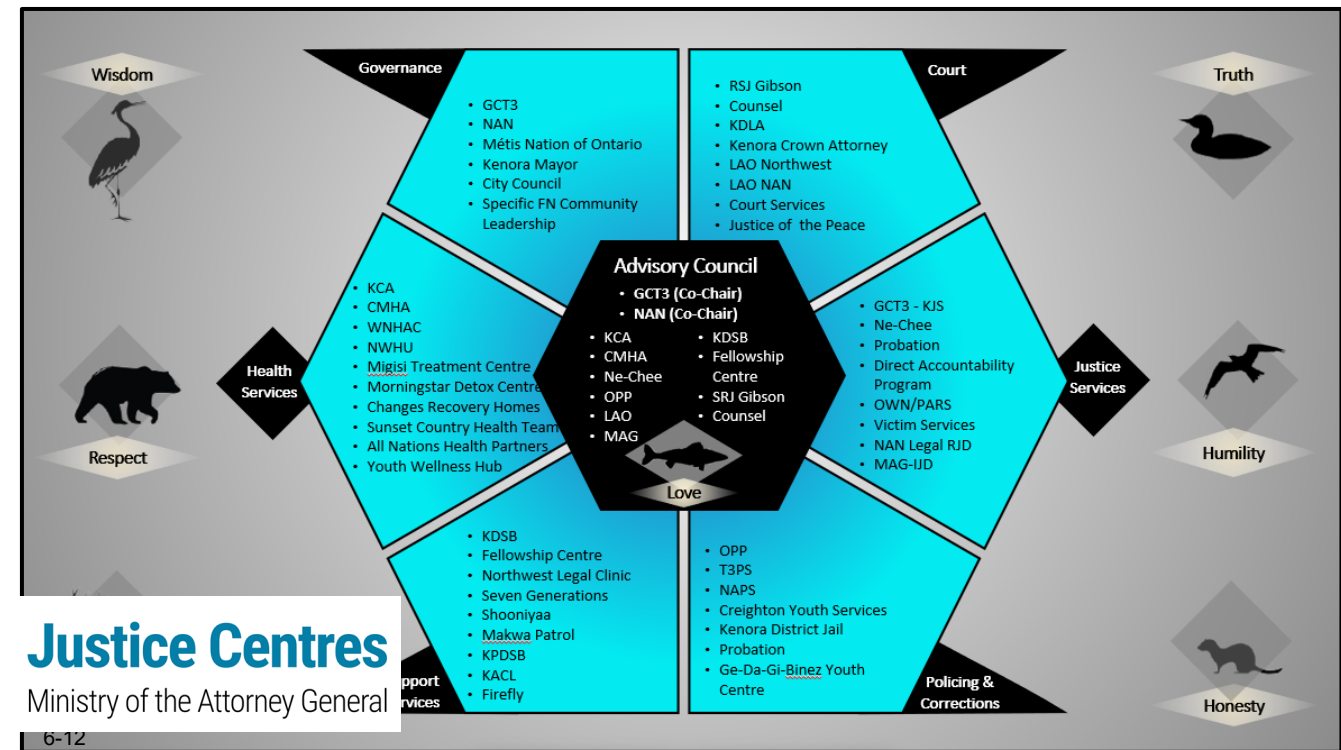 Wisdom
Governance
GCT3
NAN
Métis Nation of Ontario
Kenora Mayor
City Council
Specific FN Community
Leadership
Court
RSJ Gibson
Counsel
KDLA
Kenora Crown Attorney
LAO Northwest
LAO NAN
Court Services
Justice of the Peace
Truth
Respect
Health
Services
KCA
CMHA
WNHAC
NWHU
Migisi Treatment Centre
Morningstar Detox Centre
Changes Recovery Homes
Sunset Country Health Team
All Nations Health Partners
Youth Wellness Hub
Advisory Council
GCT3 (Co-Chair)
NAN (Co-Chair)
KCA
CMHA
Ne-Chee
OPP
LAO
MAG
KDSB
Fellowship
Centre
SRJ Gibson
Counsel
Love
GCT3 - KJS
Ne-Chee
Probation
Direct Accountability
Program
OWN/PARS
Victim Services
NAN Legal RJD
MAG-IJD
Justice
Services
Humility
KDSB
Fellowship Centre
Northwest Legal Clinic
Seven Generations
Shooniyaa
Makwa Patrol
KPDSB
KACL
Firefly
pport
rvices
OPP
T3PS
NAPS
Creighton Youth Services
Kenora District Jail
Probation
Ge-Da-Gi-Binez Youth
Centre
Policing &
Corrections
Honesty
Justice Centres
Ministry of the Attorney General
6-12